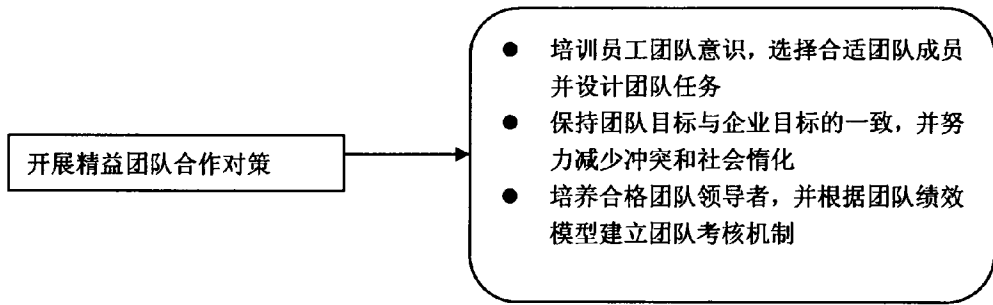 开展精益团队合作对策
● 培训员工团队意识，选择合适团队成员
并设计团队任务
● 保持团队目标与企业目标的一致，并努
力减少冲突和社会惰化
● 培养合格团队领导者，并根据团队绩效
模型建立团队考核机制